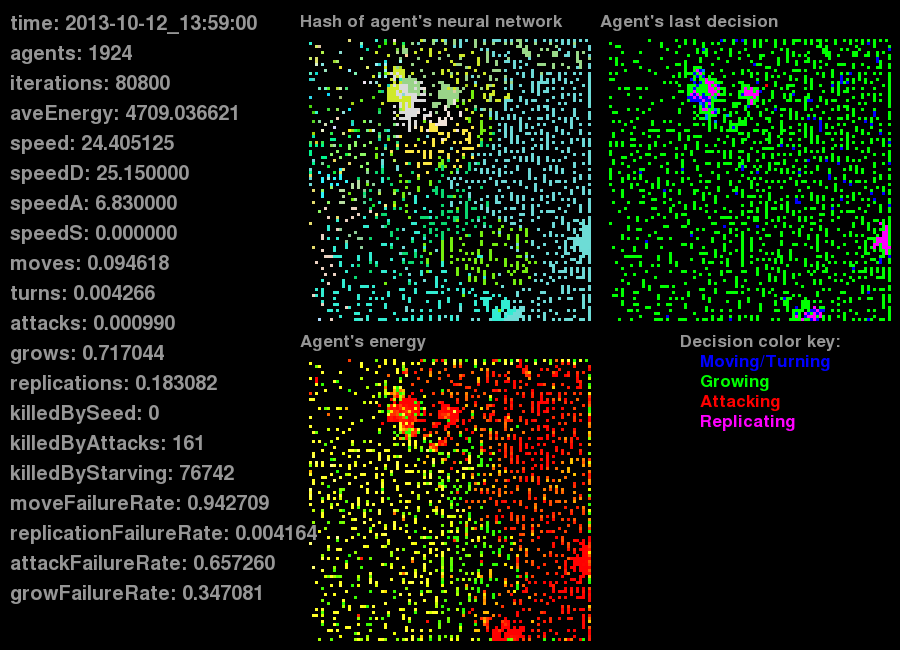 time: 2013-10-12_13:59:00
agents: 1924
iterations: 80800
aveEnergy: 4709.036621
speed: 24.405125
speedD: 25.150000
speedA: 6.830000
speedS: 0.000000
moves: 0.094618
turns: 0.004266
attacks: 0.000990
grows: 0.717044
replications: 0.183082
killedBySeed: 0
killedByAttacks: 161
killedByStarving: 76742
moveFailureRate: 0.942709
replicationFailureRate: 0.004164
attackFailureRate: 0.657260
growFailureRate: 0.347081
Hash of agent's neural network
Agent's last decision
Agent's energy
Decision color key:
Moving/Turning
Growing
Attacking
Replicating